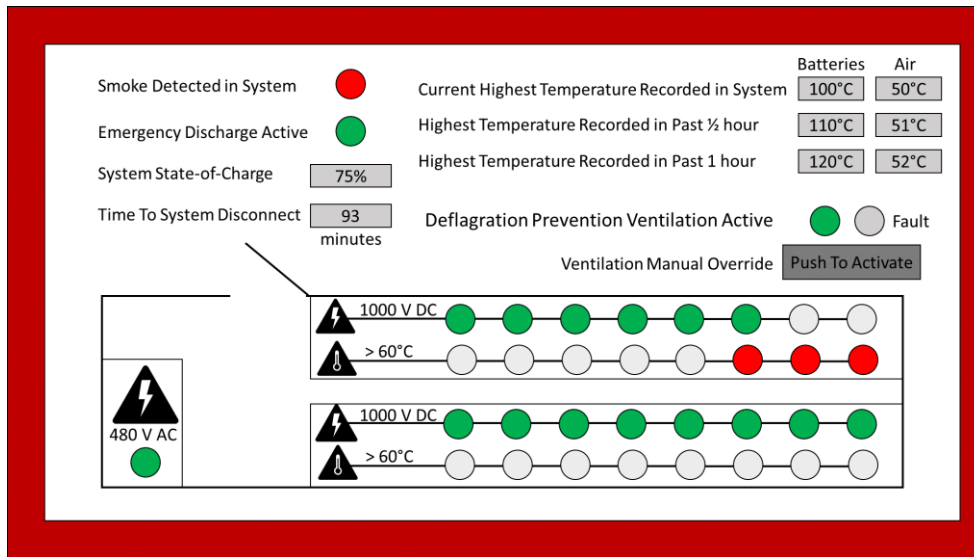 Batteries Air
Smoke Detected in System
Current Highest Temperature Recorded in System 100°C 50°C
Emergency Discharge Active
Highest Temperature Recorded in Past ½ hour 110°C 51°C
System State-of-Charge 75%
Highest Temperature Recorded in Past 1 hour 120°C 52°C
Time To System Disconnect 93
minutes
Deflagration Prevention Ventilation Active Fault
Ventilation Manual Override Push To Activate
1000 V DC
> 60°C
1000 V DC
480 V AC
> 60°C